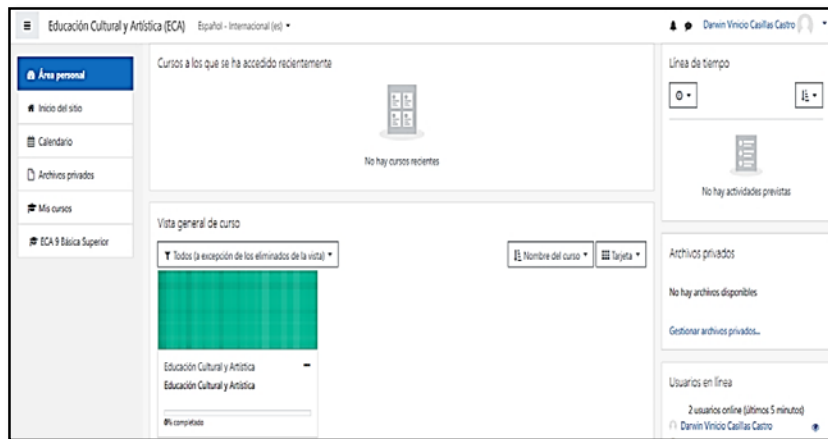 Educación Cultural y Artística (ECA) Español - Internacional (es)
Darwin Vinicio Casillas Castro
Área personal
Inicio del sitio
Calendario
Archivos privados
Mis cursos
ECA 9 Básica Superior
Cursos a los que se ha accedido recientemente
No hay cursos recientes
Vista general de curso
Todos (a excepción de los eliminados de la vista)
Nombre del curso
Tarjeta
Educación Cultural y Artística
Educación Cultural y Artística
0% completado
Línea de tiempo
No hay actividades previstas
Archivos privados
No hay archivos disponibles
Gestionar archivos privados...
Usuarios en línea
2 usuarios online (últimos 5 minutos)
Darwin Vinicio Casillas Castro